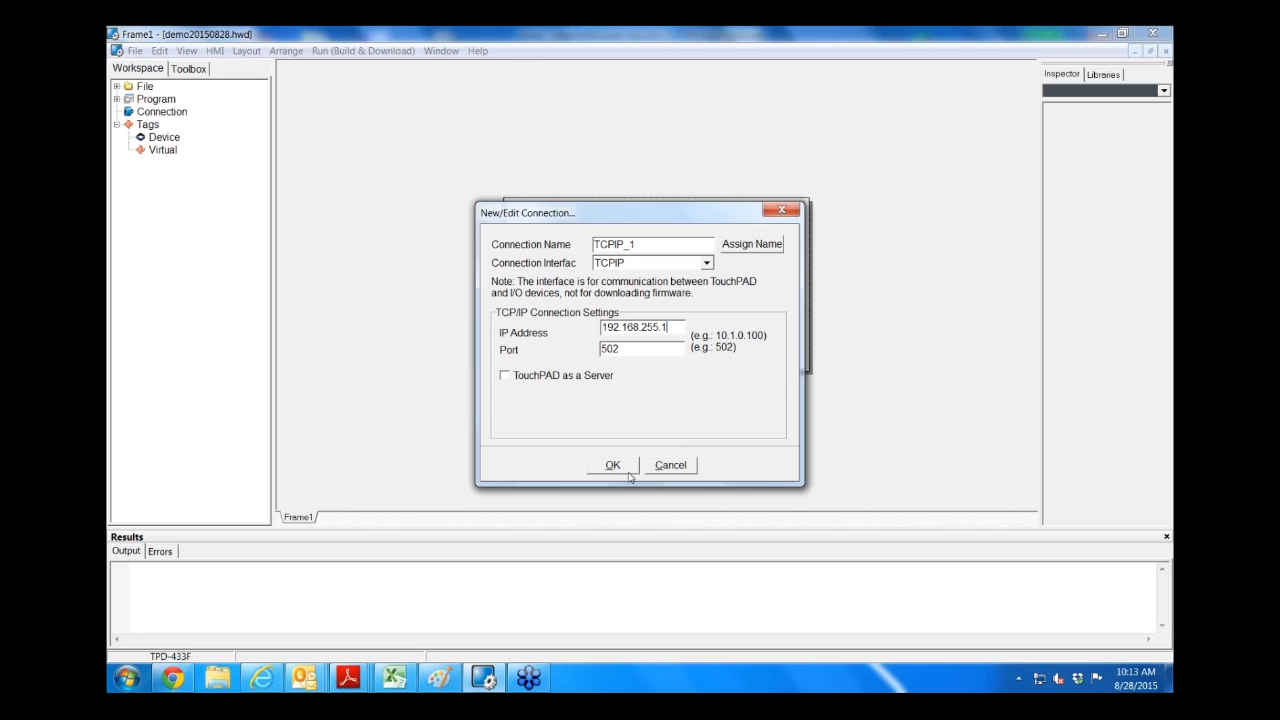 Frame1 - [demo20150828.hwd]
File Edit View HMI Layout Arrange Run (Build & Download) Window Help
Workspace Toolbox
Inspector Libraries
File
Program
Connection
Tags
Device
Virtual
New/Edit Connection...
Connection Name TCPIP_1 Assign Name
Connection Interfac TCPIP
Note: The interface is for communication between TouchPAD
and I/O devices, not for downloading firmware.
TCP/IP Connection Settings
IP Address 192.168.255.1 (e.g.: 10.1.0.100)
Port 502 (e.g.: 502)
TouchPAD as a Server
OK Cancel
Frame1
Results
Output Errors
TPD-433F
10:13 AM
8/28/2015